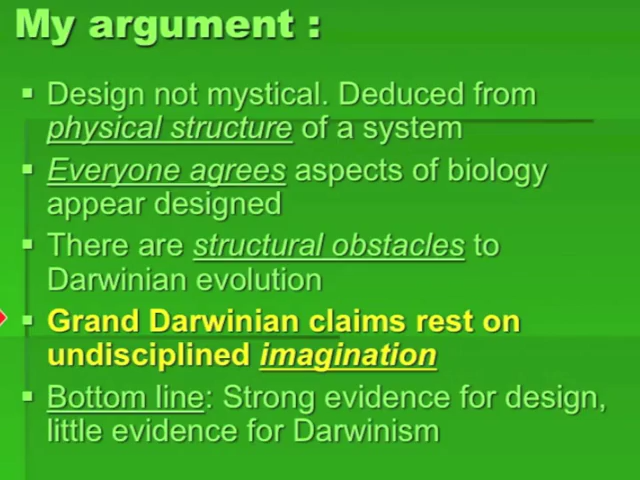 My argument :
▪ Design not mystical. Deduced from
physical structure of a system
▪ Everyone agrees aspects of biology
appear designed
▪ There are structural obstacles to
Darwinian evolution
▪ Grand Darwinian claims rest on
undisciplined imagination
▪ Bottom line: Strong evidence for design,
little evidence for Darwinism